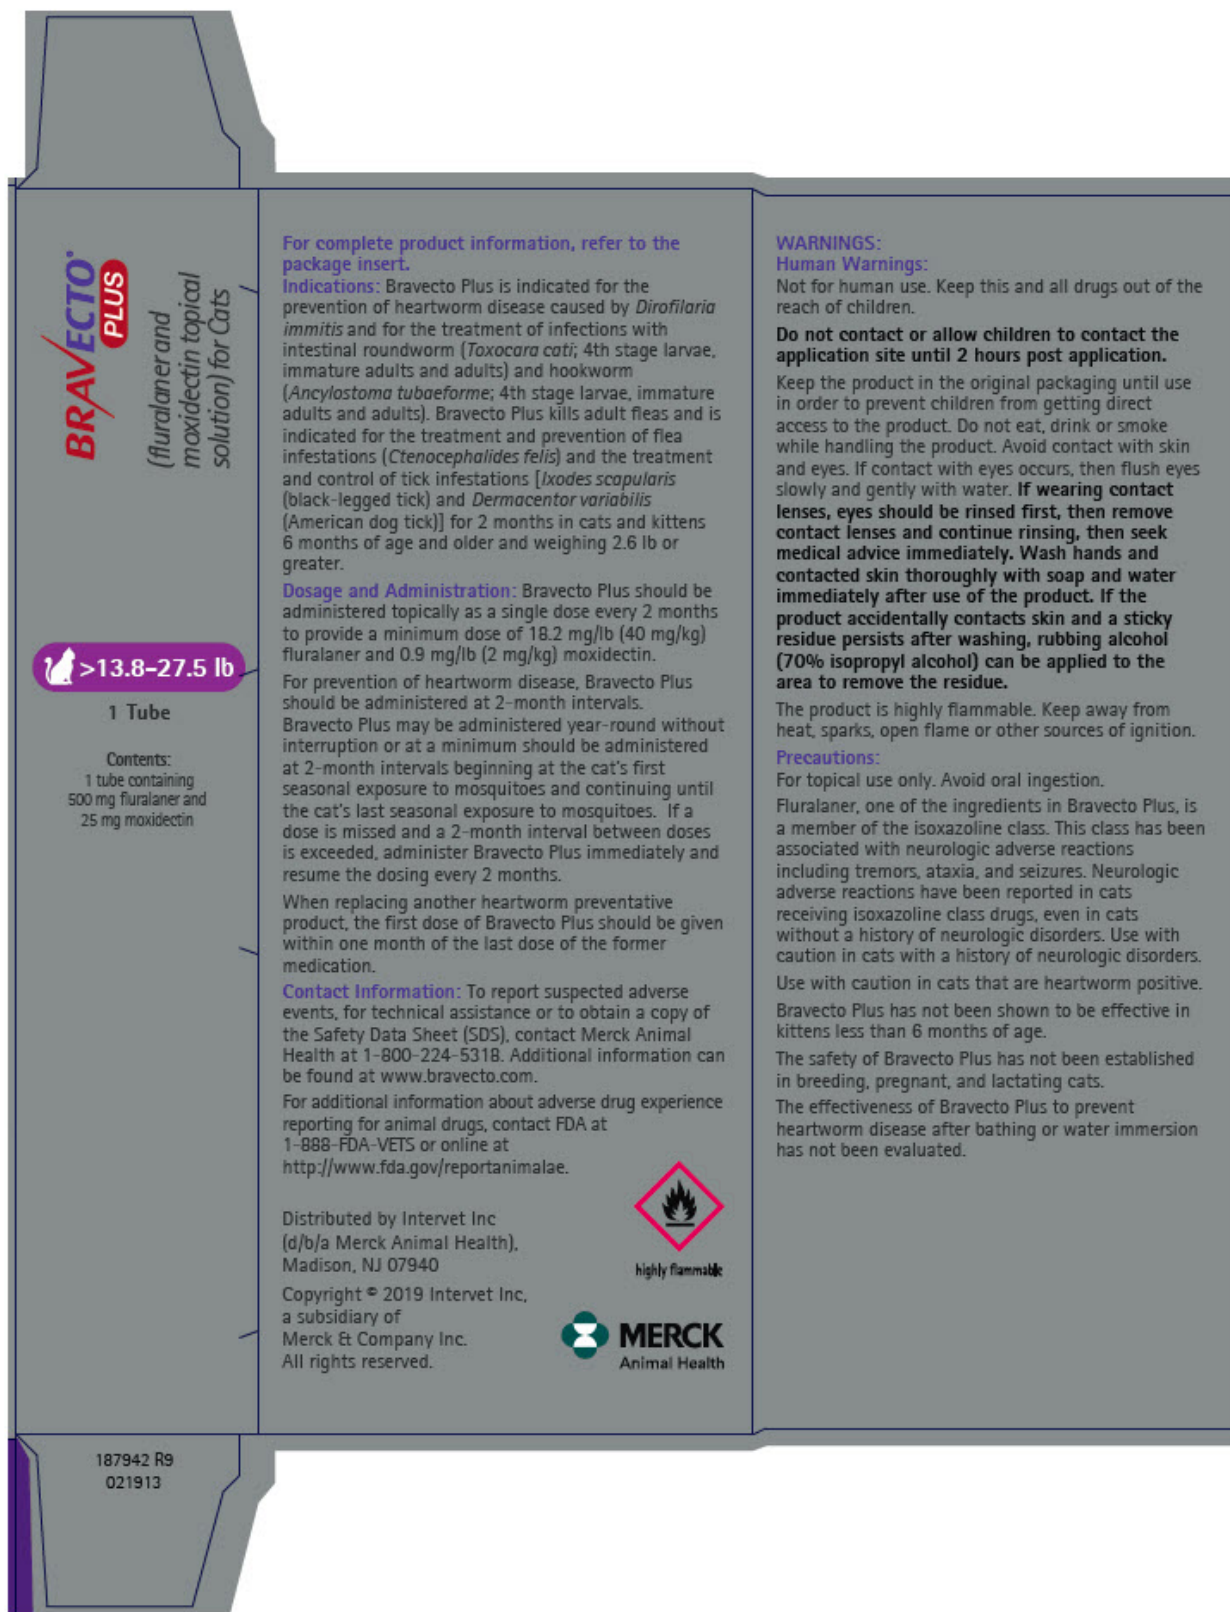 BRAVECTO®
PLUS
(fluralaner and
moxidectin topical
solution) for Cats
>13.8-27.5 lb
1 Tube
Contents:
1 tube containing
500 mg fluralaner and
25 mg moxidectin
187942 R9
021913
For complete product information, refer to the
package insert.
Indications: Bravecto Plus is indicated for the
prevention of heartworm disease caused by Dirofilaria
immitis and for the treatment of infections with
intestinal roundworm (Toxocara cati; 4th stage larvae,
immature adults and adults) and hookworm
(Ancylostoma tubaeforme; 4th stage larvae, immature
adults and adults). Bravecto Plus kills adult fleas and is
indicated for the treatment and prevention of flea
infestations (Ctenocephalides felis) and the treatment
and control of tick infestations [Ixodes scapularis
(black-legged tick) and Dermacentor variabilis
(American dog tick)] for 2 months in cats and kittens
6 months of age and older and weighing 2.6 lb or
greater.
Dosage and Administration: Bravecto Plus should be
administered topically as a single dose every 2 months
to provide a minimum dose of 18.2 mg/lb (40 mg/kg)
fluralaner and 0.9 mg/lb (2 mg/kg) moxidectin.
For prevention of heartworm disease, Bravecto Plus
should be administered at 2-month intervals.
Bravecto Plus may be administered year-round without
interruption or at a minimum should be administered
at 2-month intervals beginning at the cat's first
seasonal exposure to mosquitoes and continuing until
the cat's last seasonal exposure to mosquitoes. If a
dose is missed and a 2-month interval between doses
is exceeded, administer Bravecto Plus immediately and
resume the dosing every 2 months.
When replacing another heartworm preventative
product, the first dose of Bravecto Plus should be given
within one month of the last dose of the former
medication.
Contact Information: To report suspected adverse
events, for technical assistance or to obtain a copy of
the Safety Data Sheet (SDS), contact Merck Animal
Health at 1-800-224-5318. Additional information can
be found at www.bravecto.com.
For additional information about adverse drug experience
reporting for animal drugs, contact FDA at
1-888-FDA-VETS or online at
http://www.fda.gov/reportanimalae.
Distributed by Intervet Inc
(d/b/a Merck Animal Health),
Madison, NJ 07940
Copyright © 2019 Intervet Inc,
a subsidiary of
Merck & Company Inc.
All rights reserved.
highly flammable
MERCK
Animal Health
WARNINGS:
Human Warnings:
Not for human use. Keep this and all drugs out of the
reach of children.
Do not contact or allow children to contact the
application site until 2 hours post application.
Keep the product in the original packaging until use
in order to prevent children from getting direct
access to the product. Do not eat, drink or smoke
while handling the product. Avoid contact with skin
and eyes. If contact with eyes occurs, then flush eyes
slowly and gently with water. If wearing contact
lenses, eyes should be rinsed first, then remove
contact lenses and continue rinsing, then seek
medical advice immediately. Wash hands and
contacted skin thoroughly with soap and water
immediately after use of the product. If the
product accidentally contacts skin and a sticky
residue persists after washing, rubbing alcohol
(70% isopropyl alcohol) can be applied to the
area to remove the residue.
The product is highly flammable. Keep away from
heat, sparks, open flame or other sources of ignition.
Precautions:
For topical use only. Avoid oral ingestion.
Fluralaner, one of the ingredients in Bravecto Plus, is
a member of the isoxazoline class. This class has been
associated with neurologic adverse reactions
including tremors, ataxia, and seizures. Neurologic
adverse reactions have been reported in cats
receiving isoxazoline class drugs, even in cats
without a history of neurologic disorders. Use with
caution in cats with a history of neurologic disorders.
Use with caution in cats that are heartworm positive.
Bravecto Plus has not been shown to be effective in
kittens less than 6 months of age.
The safety of Bravecto Plus has not been established
in breeding, pregnant, and lactating cats.
The effectiveness of Bravecto Plus to prevent
heartworm disease after bathing or water immersion
has not been evaluated.